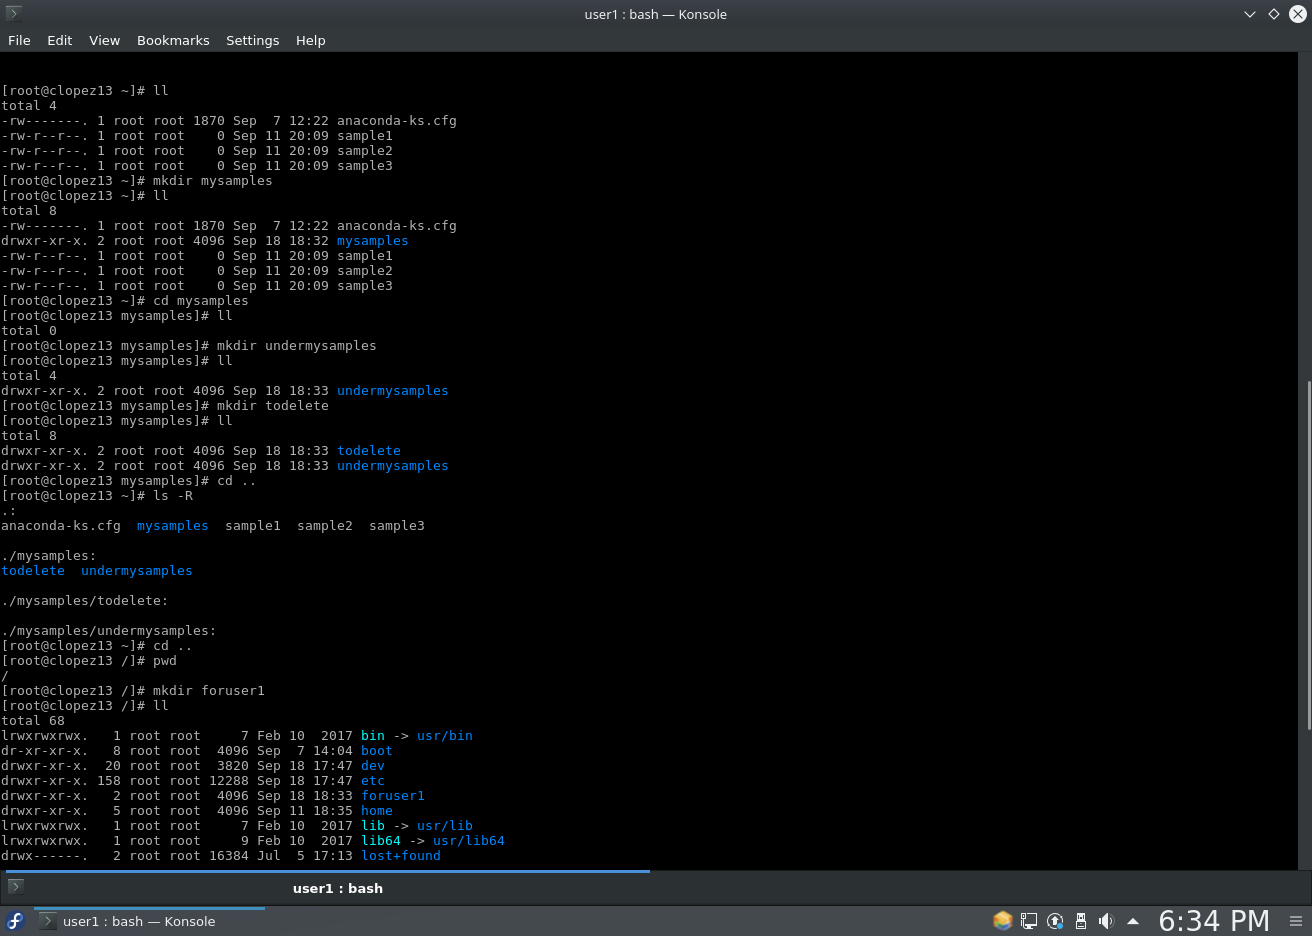 user1 : bash — Konsole
File Edit View Bookmarks Settings Help
[root@clopez13 ~]# ll
total 4
-rw-------. 1 root root 1870 Sep  7 12:22 anaconda-ks.cfg
-rw-r--r--. 1 root root    0 Sep 11 20:09 sample1
-rw-r--r--. 1 root root    0 Sep 11 20:09 sample2
-rw-r--r--. 1 root root    0 Sep 11 20:09 sample3
[root@clopez13 ~]# mkdir mysamples
[root@clopez13 ~]# ll
total 8
-rw-------. 1 root root 1870 Sep  7 12:22 anaconda-ks.cfg
drwxr-xr-x. 2 root root 4096 Sep 18 18:32 mysamples
-rw-r--r--. 1 root root    0 Sep 11 20:09 sample1
-rw-r--r--. 1 root root    0 Sep 11 20:09 sample2
-rw-r--r--. 1 root root    0 Sep 11 20:09 sample3
[root@clopez13 ~]# cd mysamples
[root@clopez13 mysamples]# ll
total 0
[root@clopez13 mysamples]# mkdir undermysamples
[root@clopez13 mysamples]# ll
total 4
drwxr-xr-x. 2 root root 4096 Sep 18 18:33 undermysamples
[root@clopez13 mysamples]# mkdir todelete
[root@clopez13 mysamples]# ll
total 8
drwxr-xr-x. 2 root root 4096 Sep 18 18:33 todelete
drwxr-xr-x. 2 root root 4096 Sep 18 18:33 undermysamples
[root@clopez13 mysamples]# cd ..
[root@clopez13 ~]# ls -R
.:
anaconda-ks.cfg  mysamples  sample1  sample2  sample3
./mysamples:
todelete  undermysamples
./mysamples/todelete:
./mysamples/undermysamples:
[root@clopez13 ~]# cd ..
[root@clopez13 /]# pwd
/
[root@clopez13 /]# mkdir foruser1
[root@clopez13 /]# ll
total 68
lrwxrwxrwx.   1 root root     7 Feb 10  2017 bin -> usr/bin
dr-xr-xr-x.   8 root root  4096 Sep  7 14:04 boot
drwxr-xr-x.  20 root root  3820 Sep 18 17:47 dev
drwxr-xr-x. 158 root root 12288 Sep 18 17:47 etc
drwxr-xr-x.   2 root root  4096 Sep 18 18:33 foruser1
drwxr-xr-x.   5 root root  4096 Sep 11 18:35 home
lrwxrwxrwx.   1 root root     7 Feb 10  2017 lib -> usr/lib
lrwxrwxrwx.   1 root root     9 Feb 10  2017 lib64 -> usr/lib64
drwx------.   2 root root 16384 Jul  5 17:13 lost+found
user1 : bash
user1 : bash — Konsole
6:34 PM